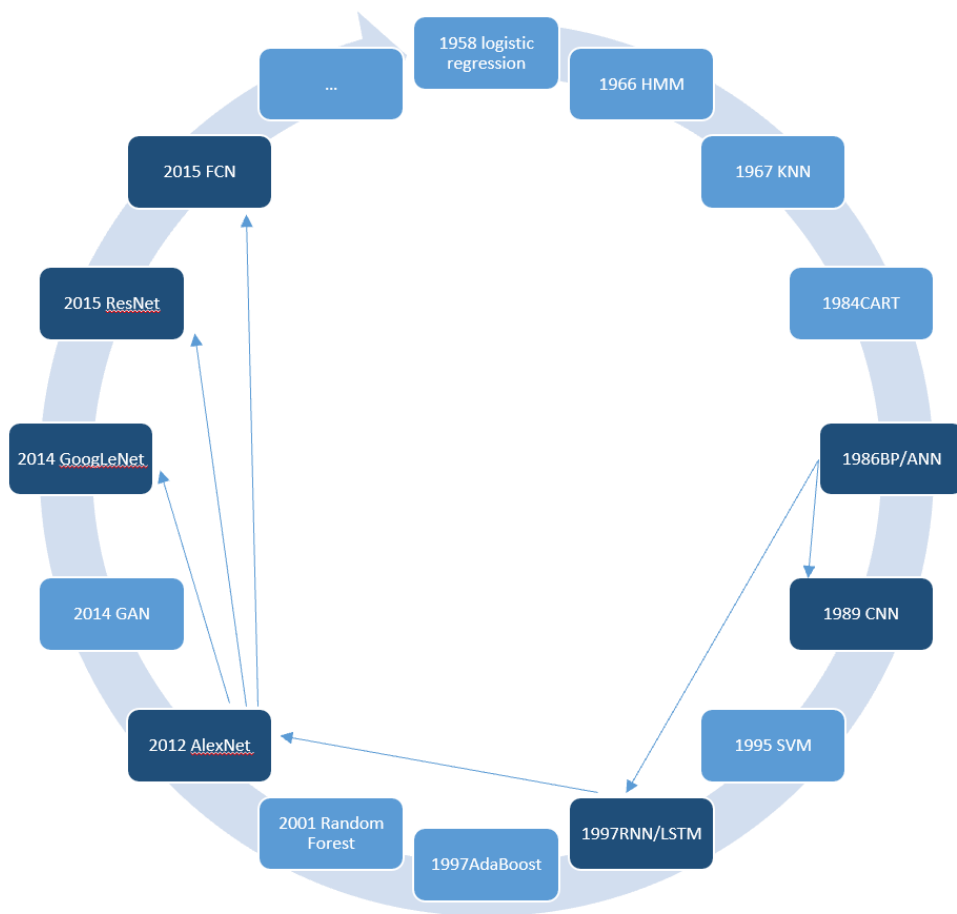 1958 logistic
regression
1966 HMM
1967 KNN
1984CART
1986BP/ANN
1989 CNN
1995 SVM
1997RNN/LSTM
1997AdaBoost
2001 Random
Forest
2012 AlexNet
2014 GAN
2014 GoogLeNet
2015 ResNet
2015 FCN
...